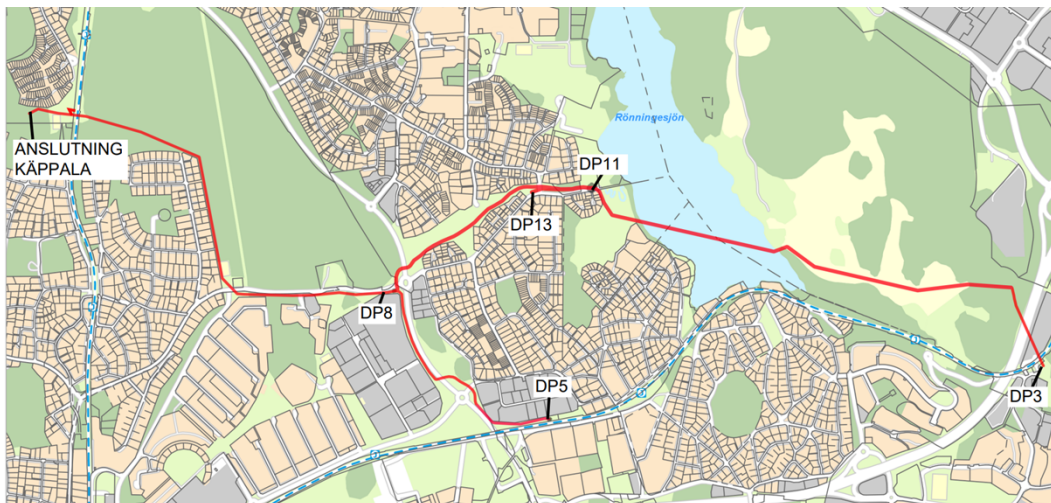 Rönningesjön
ANSLUTNING
KÄPPALA
DP11
DP13
DP8
DP5
DP3